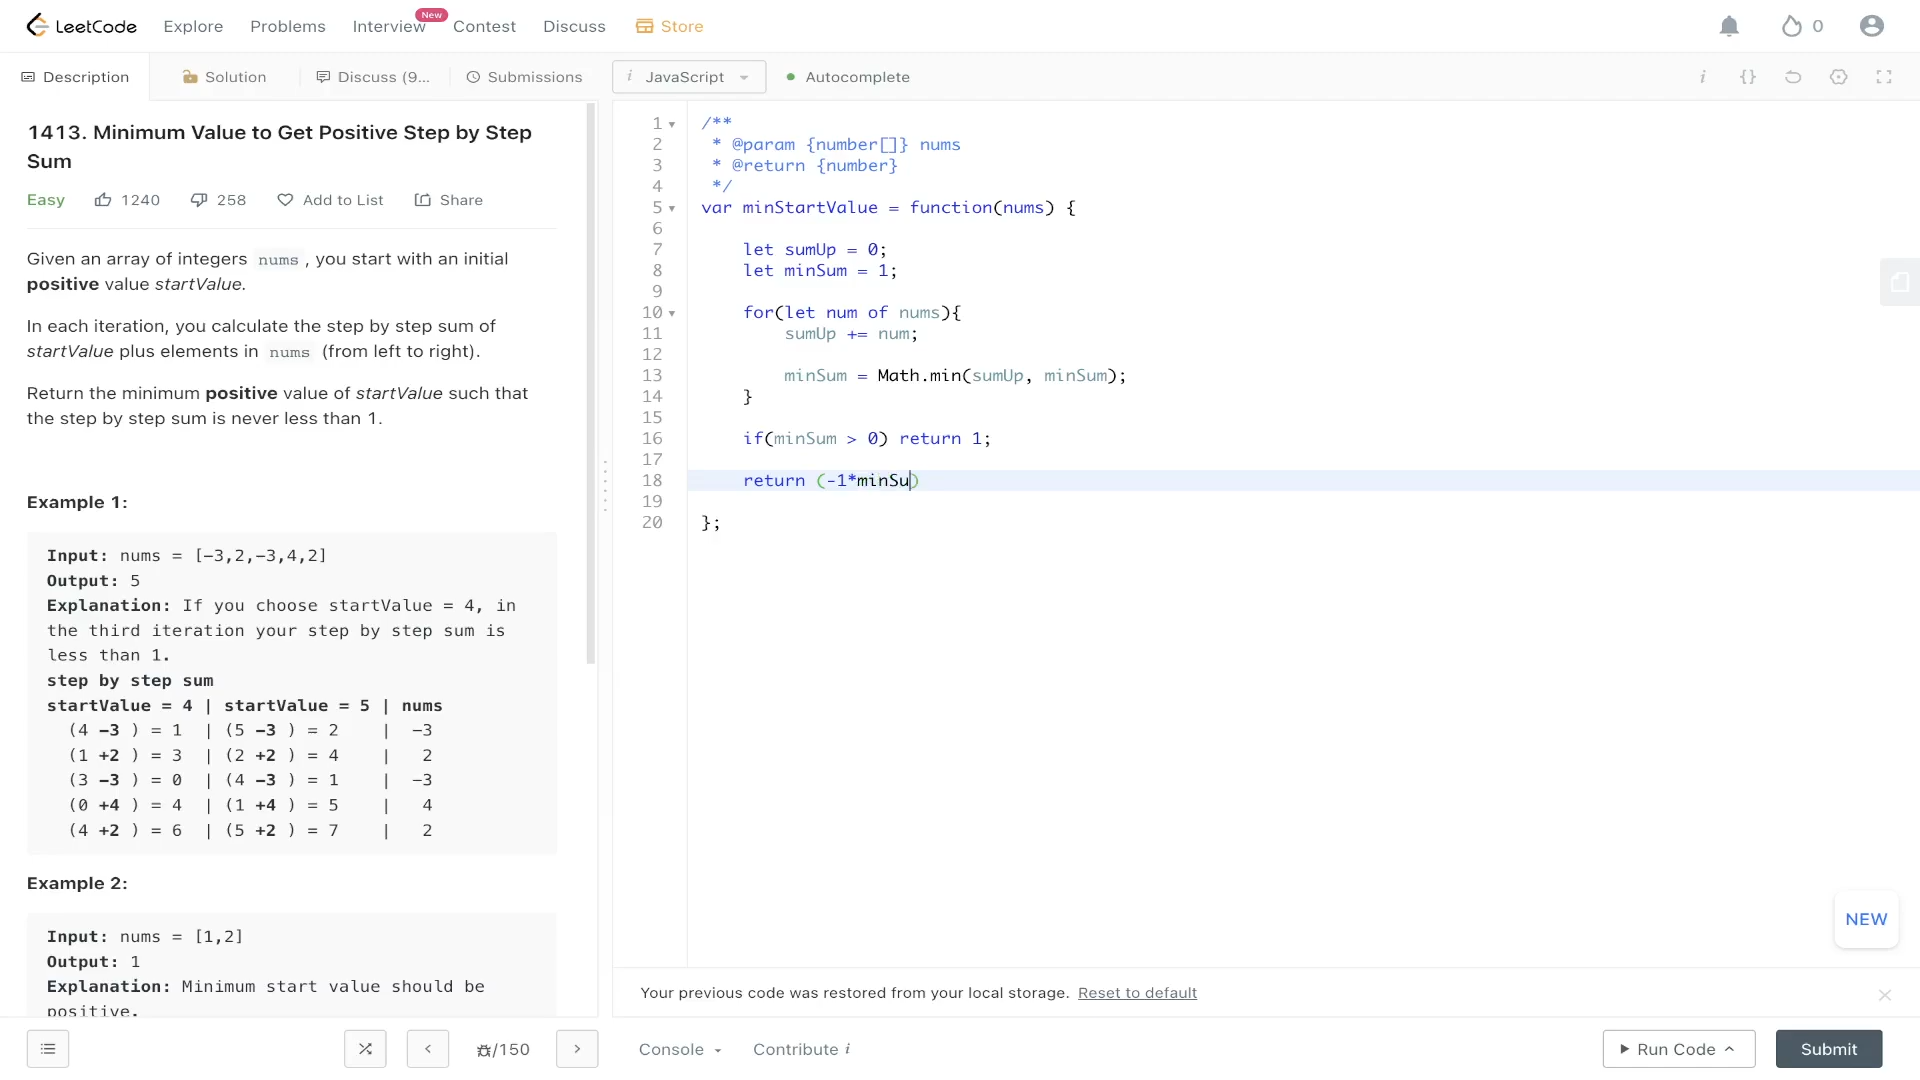 LeetCode Explore Problems Interview New Contest Discuss Store 0
Description Solution Discuss (9... Submissions
i JavaScript Autocomplete i {}
1413. Minimum Value to Get Positive Step by Step
Sum
Easy 1240 258 Add to List Share
Given an array of integers nums , you start with an initial
positive value startValue.
In each iteration, you calculate the step by step sum of
startValue plus elements in nums (from left to right).
Return the minimum positive value of startValue such that
the step by step sum is never less than 1.
Example 1:
Input: nums = [-3,2,-3,4,2]
Output: 5
Explanation: If you choose startValue = 4, in
the third iteration your step by step sum is
less than 1.
step by step sum
startValue = 4 | startValue = 5 | nums
(4 -3 ) = 1 | (5 -3 ) = 2 | -3
(1 +2 ) = 3 | (2 +2 ) = 4 | 2
(3 -3 ) = 0 | (4 -3 ) = 1 | -3
(0 +4 ) = 4 | (1 +4 ) = 5 | 4
(4 +2 ) = 6 | (5 +2 ) = 7 | 2
Example 2:
Input: nums = [1,2]
Output: 1
Explanation: Minimum start value should be
positive.
1 /**
2 * @param {number[]} nums
3 * @return {number}
4 */
5 var minStartValue = function(nums) {
6
7 let sumUp = 0;
8 let minSum = 1;
9
10 for(let num of nums){
11 sumUp += num;
12
13 minSum = Math.min(sumUp, minSum);
14 }
15
16 if(minSum > 0) return 1;
17
18 return (-1*minSu)
19
20 };
NEW
Your previous code was restored from your local storage. Reset to default
/150
Console Contribute i
Run Code Submit